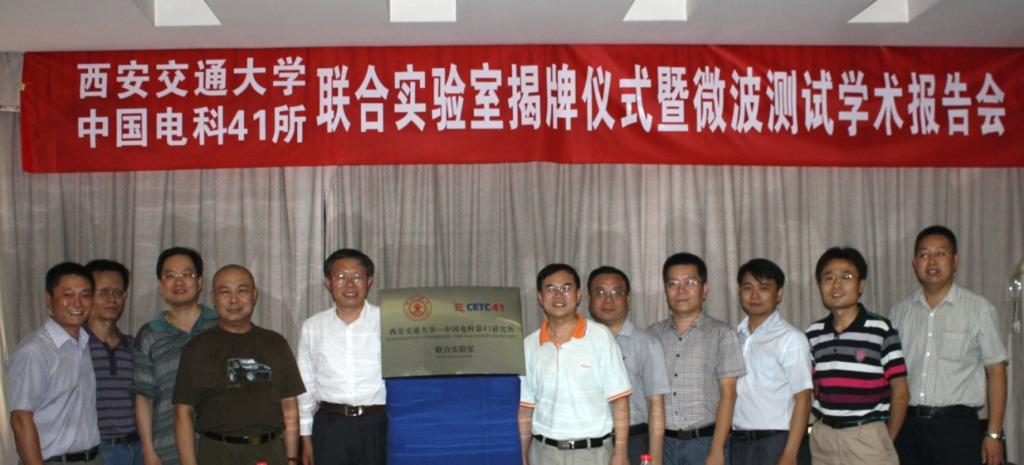 西安交通大学
中国电科41所
联合实验室揭牌仪式暨微波测试学术报告会
CETC41
西安交通大学—中国电科第41研究所
联合实验室